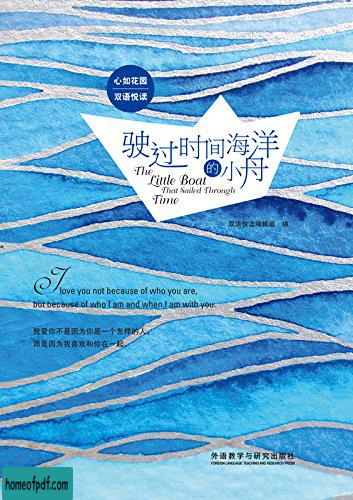 心如花园
双语悦读
驶过时间海洋
的小舟
The
Little Boat
That Sailed Through
Time
双语悦读编辑组 编
I love you not because of who you are,
but because of who I am and when I am with you.
我爱你不是因为你是一个怎样的人，
而是因为我喜欢和你在一起。
外语教学与研究出版社
FOREIGN LANGUAGE TEACHING AND RESEARCH PRESS
homeofpdf.com